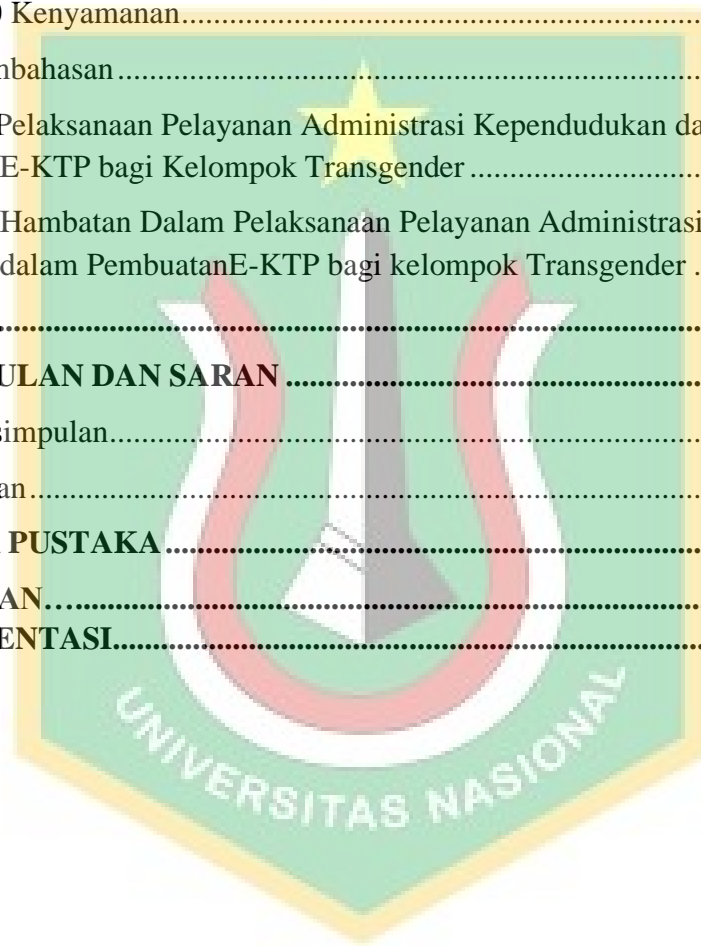 Kenyamanan..........................................................
mbahasan..........................................................
Pelaksanaan Pelayanan Administrasi Kependudukan da
E-KTP bagi Kelompok Transgender..............................
Hambatan Dalam Pelaksanaan Pelayanan Administrasi
dalam PembuatanE-KTP bagi kelompok Transgender .
..........................................................................
ULAN DAN SARAN..................................................
simpulan..........................................................
an..........................................................
PUSTAKA..........................................................
AN…..........................................................
ENTASI..........................................................
UNIVERSITAS NASIONAL